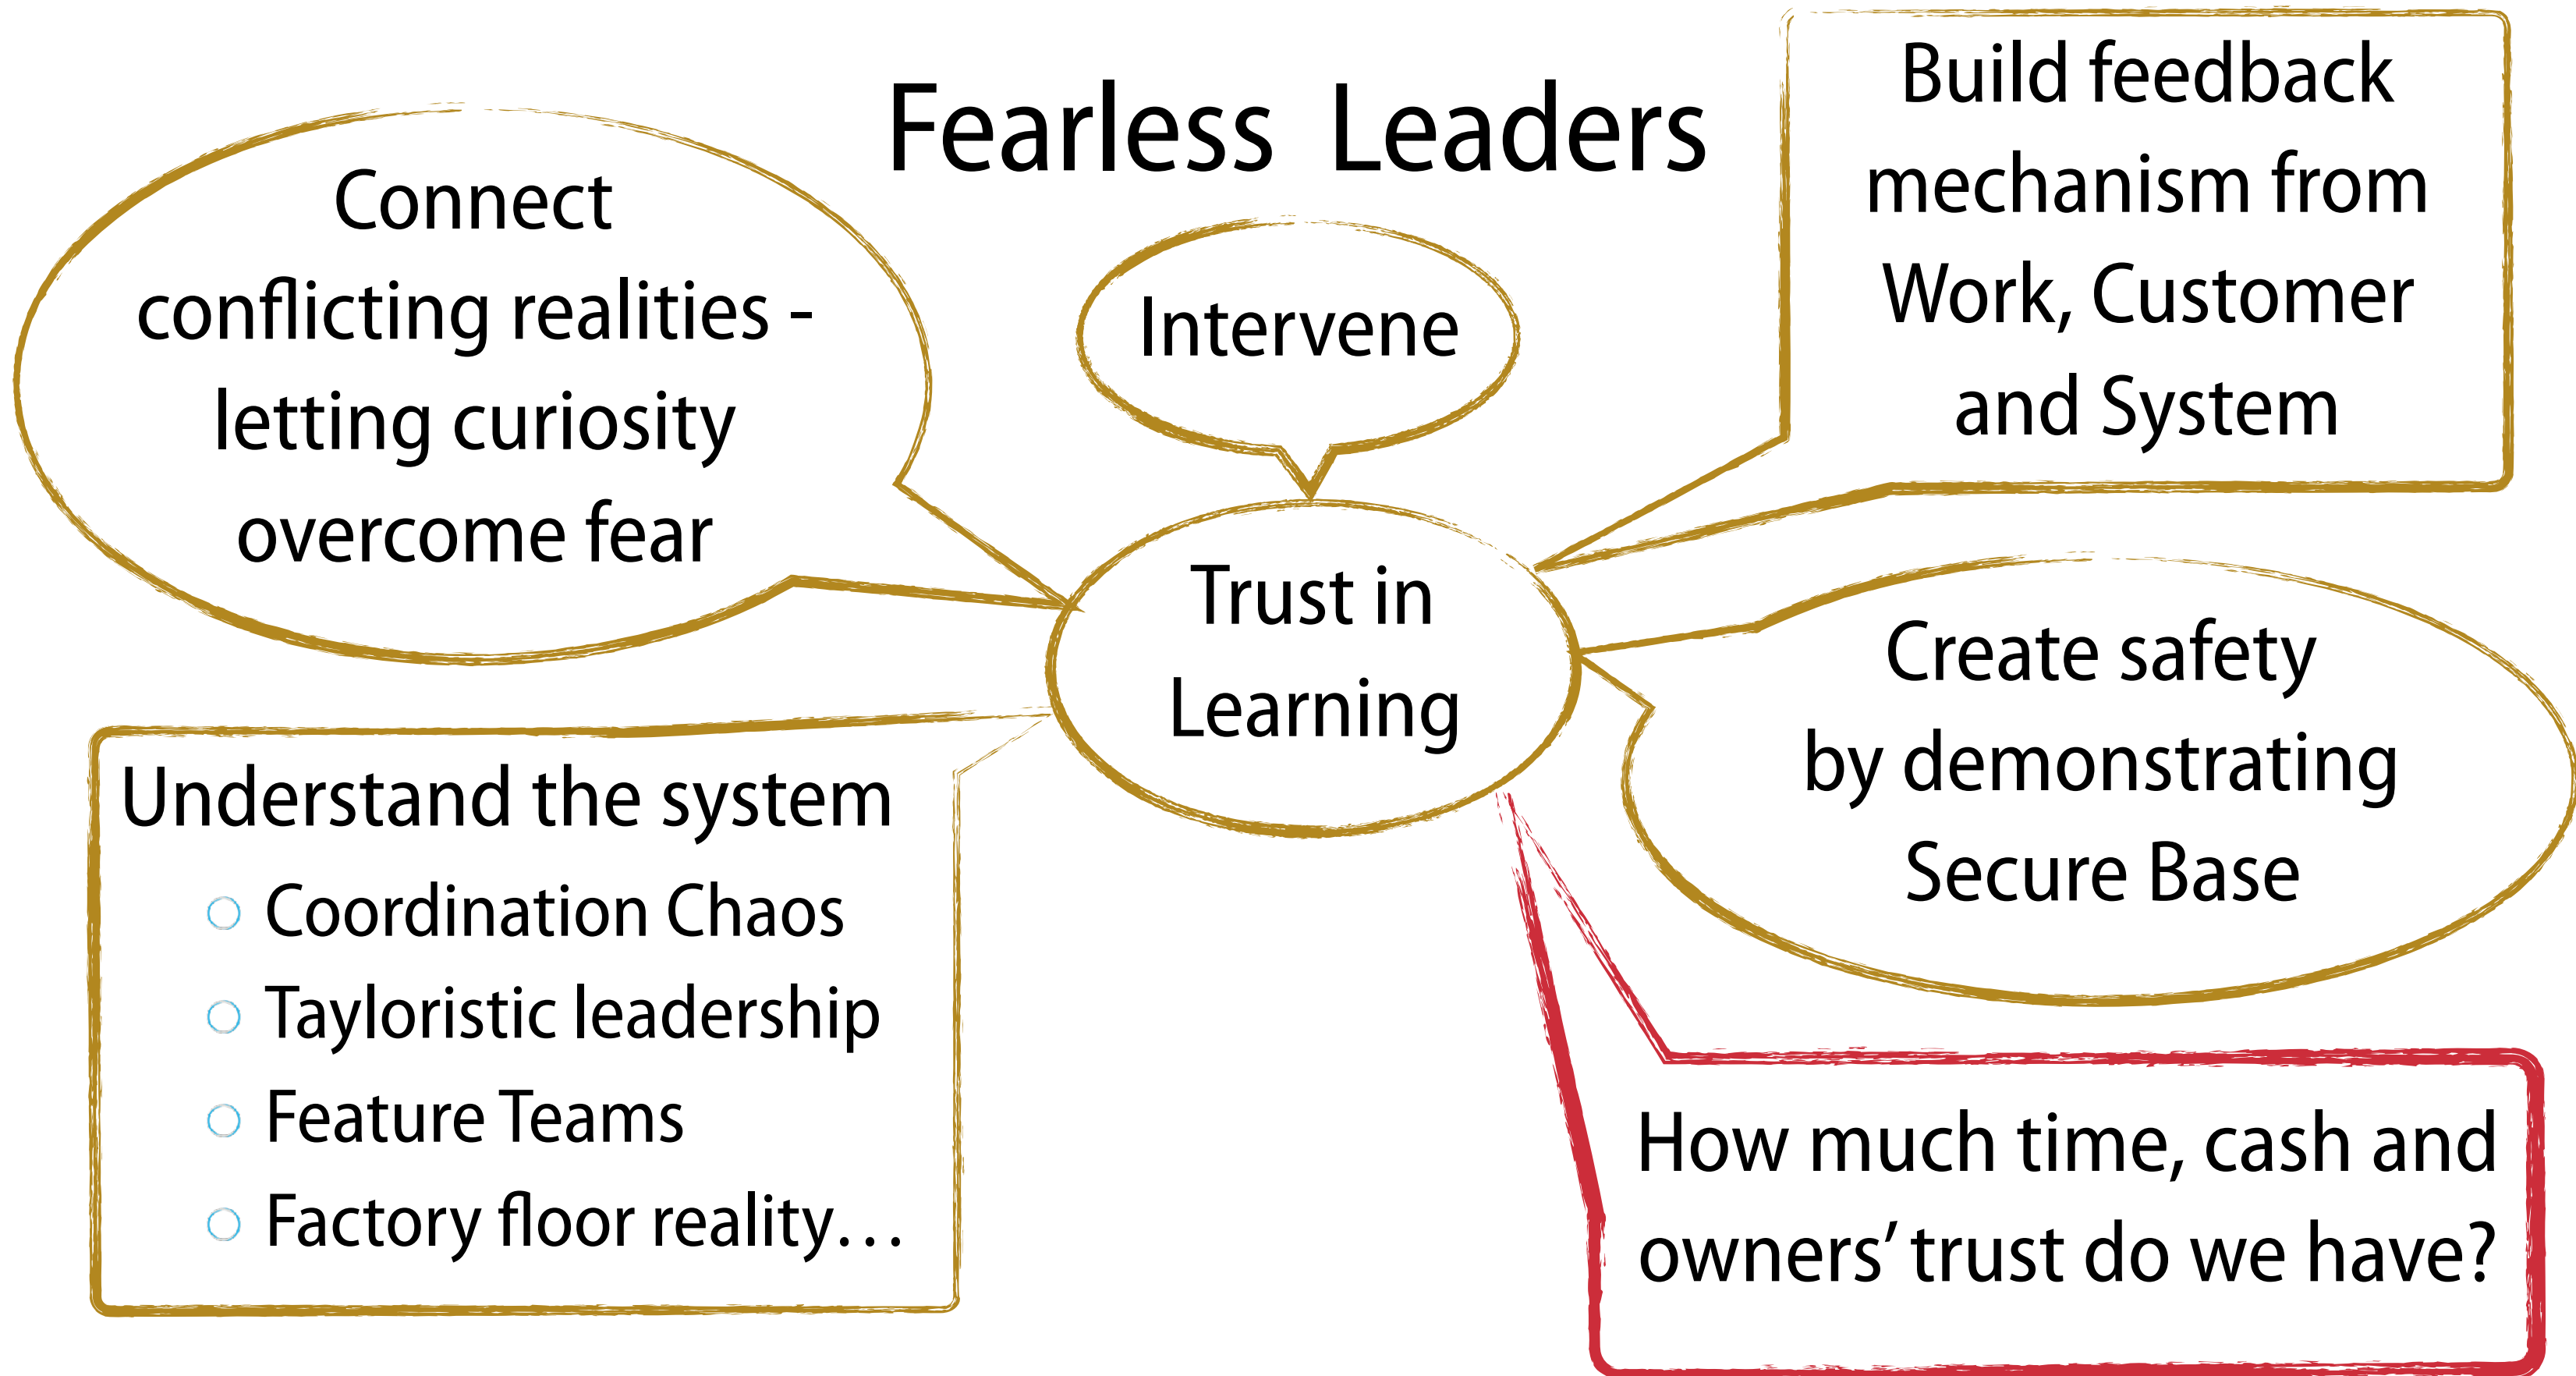 Fearless Leaders
Connect
conflicting realities -
letting curiosity
overcome fear
Intervene
Build feedback
mechanism from
Work, Customer
and System
Trust in
Learning
Create safety
by demonstrating
Secure Base
Understand the system
Coordination Chaos
Tayloristic leadership
Feature Teams
Factory floor reality…
How much time, cash and
owners’ trust do we have?